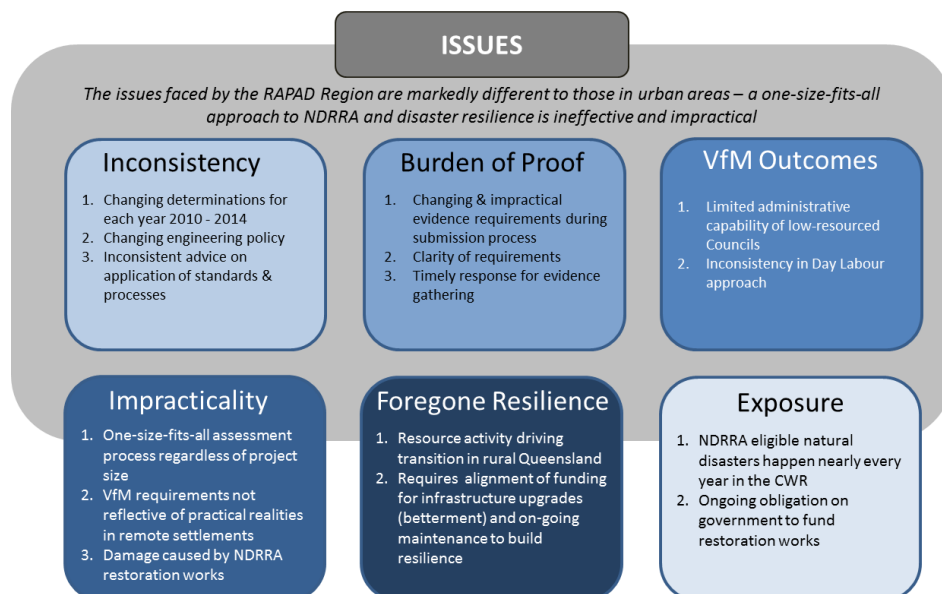 ISSUES
The issues faced by the RAPAD Region are markedly different to those in urban areas – a one-size-fits-all
approach to NDRRA and disaster resilience is ineffective and impractical
Inconsistency
1. Changing determinations for
each year 2010 - 2014
2. Changing engineering policy
3. Inconsistent advice on
application of standards &
processes
Burden of Proof
1. Changing & impractical
evidence requirements during
submission process
2. Clarity of requirements
3. Timely response for evidence
gathering
VfM Outcomes
1. Limited administrative
capability of low-resourced
Councils
2. Inconsistency in Day Labour
approach
Impracticality
1. One-size-fits-all assessment
process regardless of project
size
2. VfM requirements not
reflective of practical realities
in remote settlements
3. Damage caused by NDRRA
restoration works
Foregone Resilience
1. Resource activity driving
transition in rural Queensland
2. Requires alignment of funding
for infrastructure upgrades
(betterment) and on-going
maintenance to build
resilience
Exposure
1. NDRRA eligible natural
disasters happen nearly every
year in the CWR
2. Ongoing obligation on
government to fund
restoration works